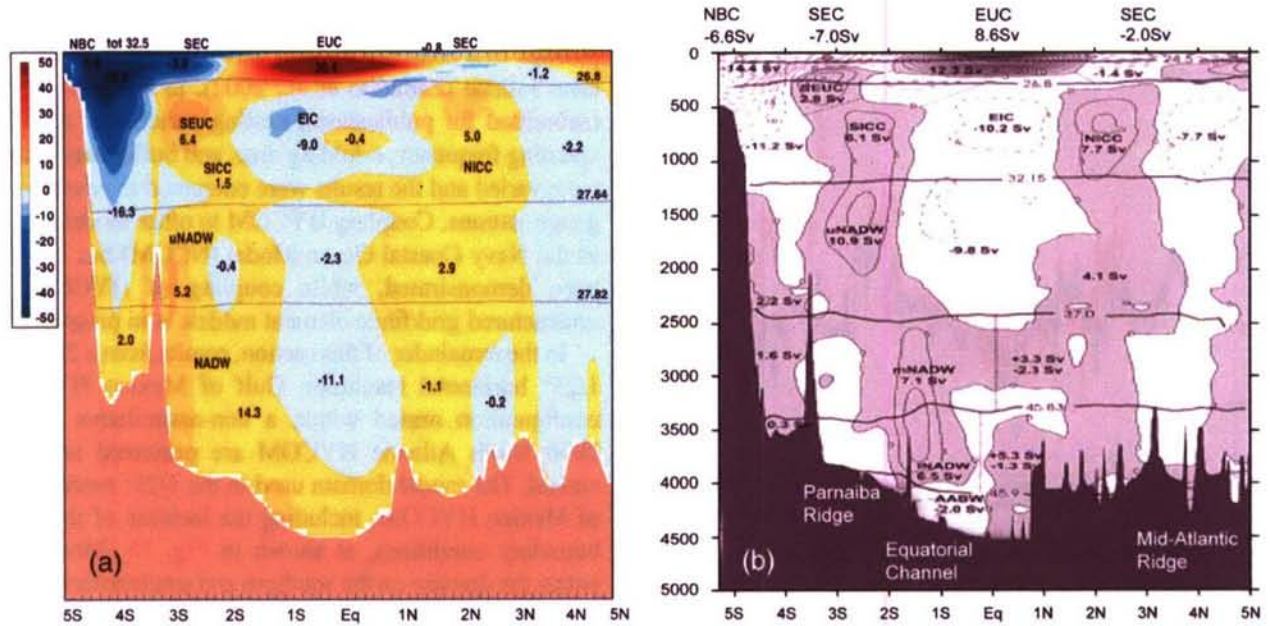 NBC tot 32.5 SEC EUC -0.8 SEC
50
40
30
20
10
0
-10
-20
-30
-40
-50
-1.2 26.8
SEUC
6.4
EIC
-9.0
-0.4
5.0
-2.2
SICC
1.5
NICC
-16.3
27.64
uNADW
-0.4
-2.3
2.9
5.2
27.82
2.0
NADW
-11.1
-1.1
-0.2
14.3
(a)
5S 4S 3S 2S 1S Eq 1N 2N 3N 4N 5N
NBC SEC EUC SEC
-6.6Sv -7.0Sv 8.6Sv -2.0Sv
0
500
1000
1500
2000
2500
3000
3500
4000
4500
5000
-14.4 Sv
12.3 Sv
-1.4 Sv
24.5
SEUC
2.8 Sv
26.8
EIC
-10.2 Sv
SICC
6.1 Sv
NICC
7.7 Sv
-7.7 Sv
-11.2 Sv
32.15
uNADW
10.9 Sv
-9.8 Sv
4.1 Sv
2.2 Sv
37.0
1.6 Sv
mNADW
7.1 Sv
+3.3 Sv
-2.3 Sv
45.83
0.3 Sv
lNADW
6.5 Sv
+5.3 Sv
-1.3 Sv
45.9
AABW
-2.0 Sv
Parnaiba
Ridge
Equatorial
Channel
Mid-Atlantic
Ridge
(b)
5S 4S 3S 2S 1S Eq 1N 2N 3N 4N 5N